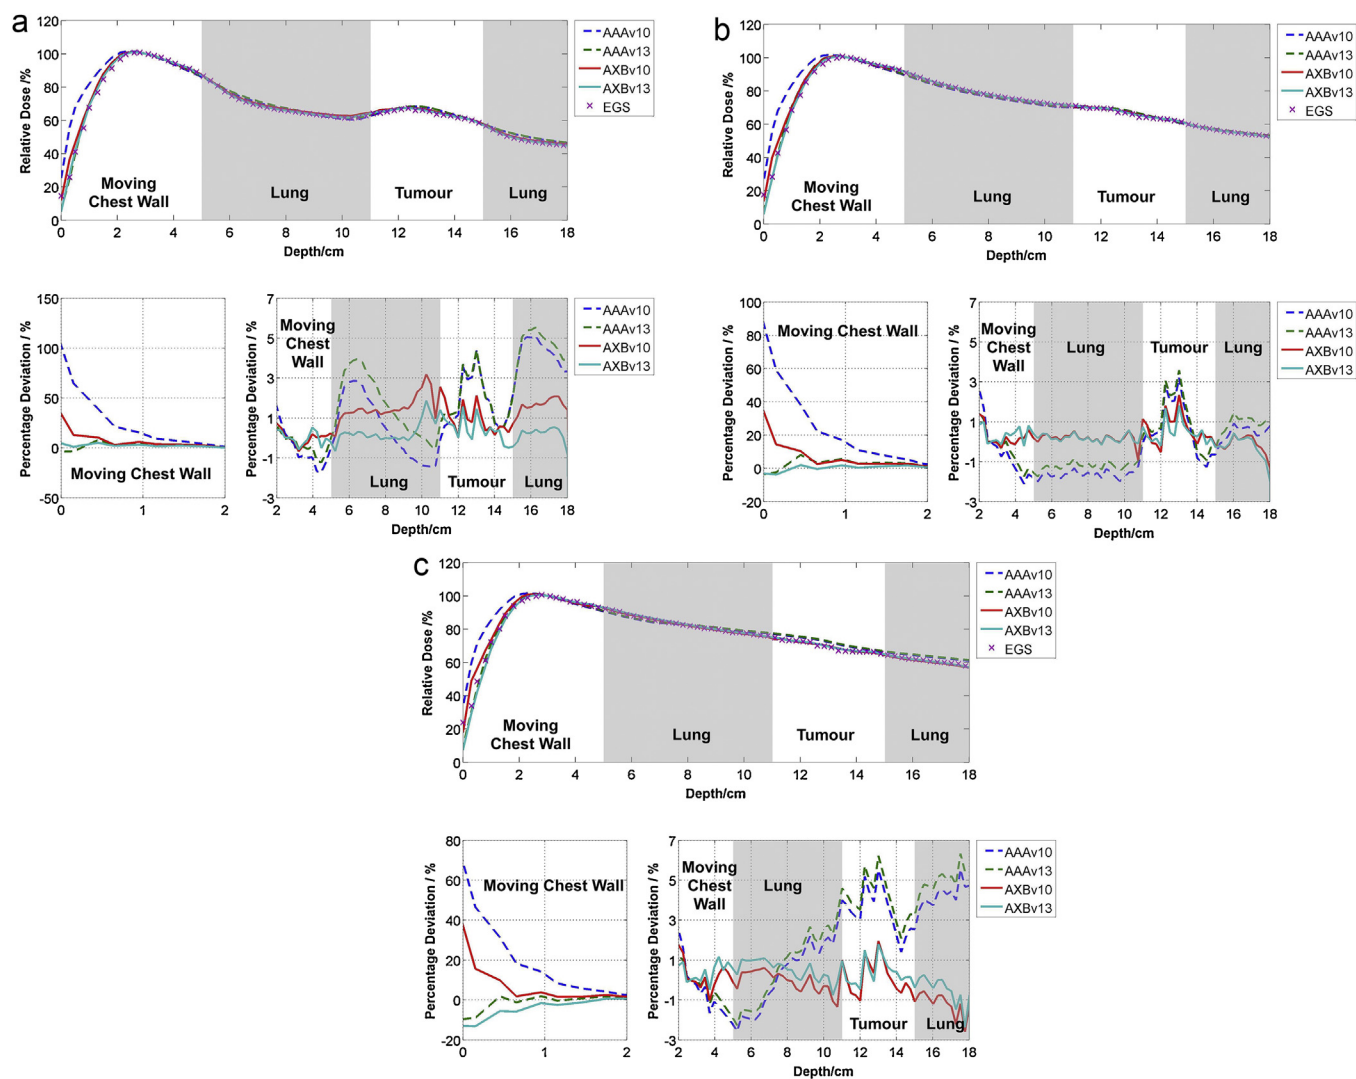 a
120
100
80
60
40
20
0
Relative Dose /%
Moving
Chest Wall
Lung
Tumour
Lung
0 2 4 6 8 10 12 14 16 18
Depth/cm
AAAv10
AAAv13
AXBv10
AXBv13
EGS
150
100
50
0
-50
Percentage Deviation / %
Moving Chest Wall
0 1 2
7
5
3
1
-1
-3
Percentage Deviation / %
Moving
Chest
Wall
Lung
Tumour
Lung
2 4 6 8 10 12 14 16 18
Depth/cm
AAAv10
AAAv13
AXBv10
AXBv13
b
120
100
80
60
40
20
0
Relative Dose /%
Moving
Chest Wall
Lung
Tumour
Lung
0 2 4 6 8 10 12 14 16 18
Depth/cm
AAAv10
AAAv13
AXBv10
AXBv13
EGS
100
80
60
40
20
0
-20
Percentage Deviation / %
Moving Chest Wall
0 1 2
7
5
3
1
-1
-3
Percentage Deviation / %
Moving
Chest
Wall
Lung
Tumour
Lung
2 4 6 8 10 12 14 16 18
Depth/cm
AAAv10
AAAv13
AXBv10
AXBv13
c
120
100
80
60
40
20
0
Relative Dose /%
Moving
Chest Wall
Lung
Tumour
Lung
0 2 4 6 8 10 12 14 16 18
Depth/cm
AAAv10
AAAv13
AXBv10
AXBv13
EGS
80
60
40
20
0
-20
Percentage Deviation / %
Moving Chest Wall
0 1 2
7
5
3
1
-1
-3
Percentage Deviation / %
Moving
Chest
Wall
Lung
Tumour
Lung
2 4 6 8 10 12 14 16 18
Depth/cm
AAAv10
AAAv13
AXBv10
AXBv13